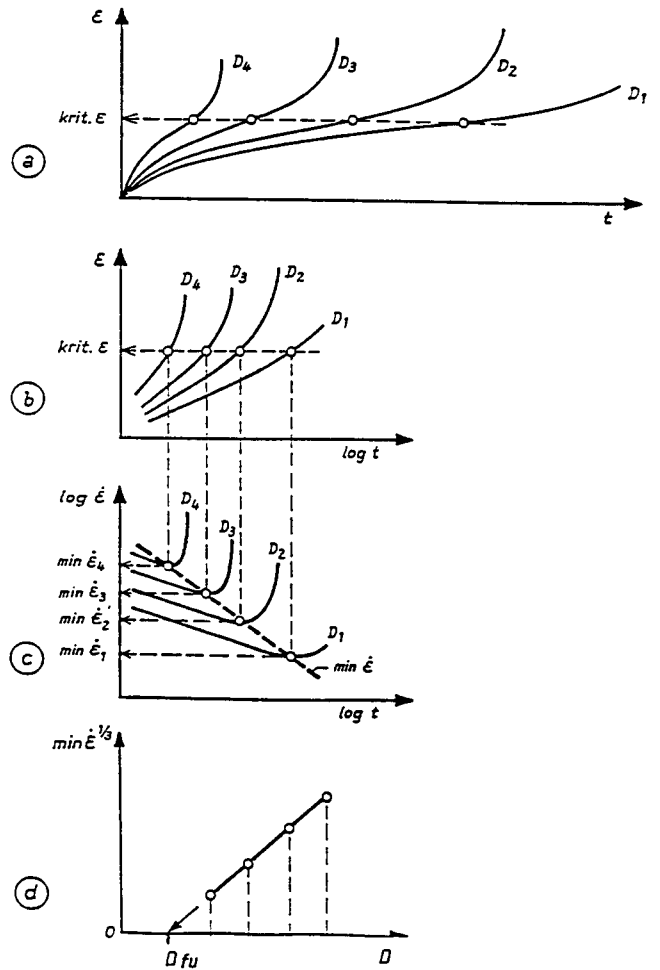 ε
D₄
D₃
D₂
D₁
krit. ε
a
t
ε
D₄
D₃
D₂
D₁
krit. ε
b
log t
log ε̇
D₄
D₃
D₂
min ε̇₄
min ε̇₃
min ε̇₂
D₁
min ε̇₁
min ε̇
c
log t
min ε̇^1/3
d
0
D fu
D